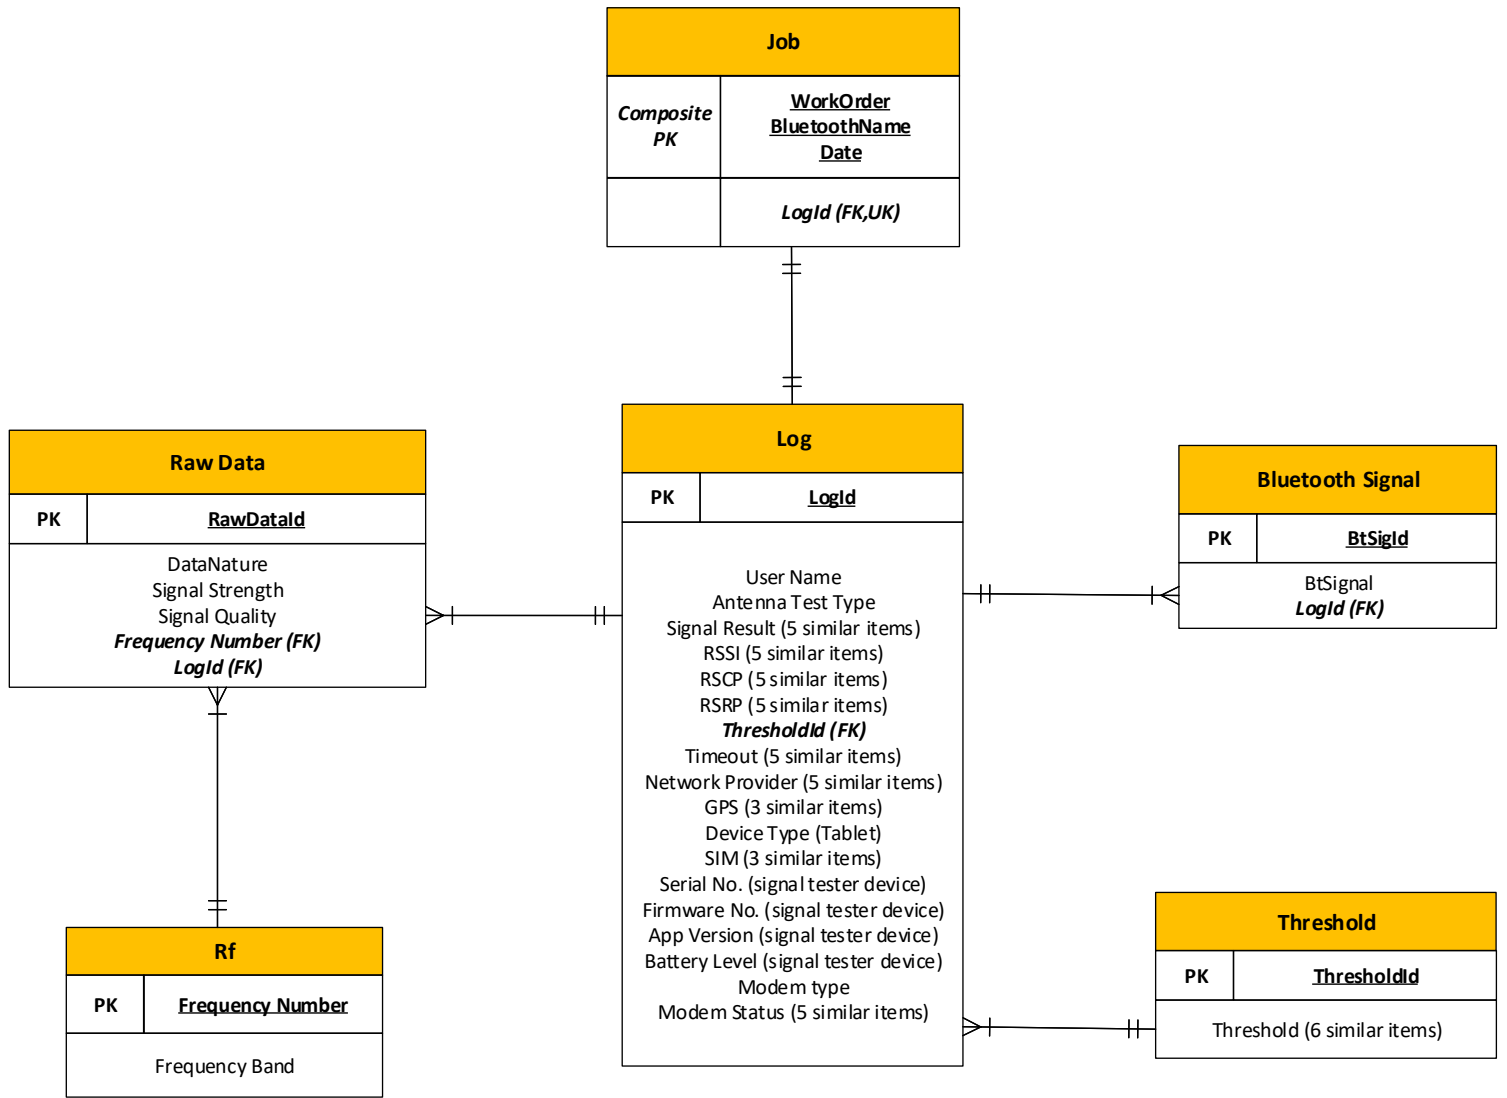 Job
Composite
PK
WorkOrder
BluetoothName
Date
LogId (FK,UK)
Raw Data
PK
RawDataId
DataNature
Signal Strength
Signal Quality
Frequency Number (FK)
LogId (FK)
Log
PK
LogId
User Name
Antenna Test Type
Signal Result (5 similar items)
RSSI (5 similar items)
RSCP (5 similar items)
RSRP (5 similar items)
ThresholdId (FK)
Timeout (5 similar items)
Network Provider (5 similar items)
GPS (3 similar items)
Device Type (Tablet)
SIM (3 similar items)
Serial No. (signal tester device)
Firmware No. (signal tester device)
App Version (signal tester device)
Battery Level (signal tester device)
Modem type
Modem Status (5 similar items)
Bluetooth Signal
PK
BtSigId
BtSignal
LogId (FK)
Rf
PK
Frequency Number
Frequency Band
Threshold
PK
ThresholdId
Threshold (6 similar items)